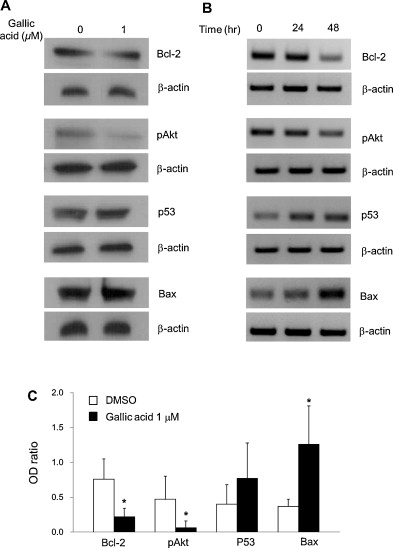 A
Gallic acid (µM) 0 1
Bcl-2
β-actin
pAkt
β-actin
p53
β-actin
Bax
β-actin
B
Time (hr) 0 24 48
Bcl-2
β-actin
pAkt
β-actin
p53
β-actin
Bax
β-actin
C
OD ratio
2.0
1.5
1.0
0.5
0.0
DMSO
Gallic acid 1 µM
* * *
Bcl-2 pAkt P53 Bax